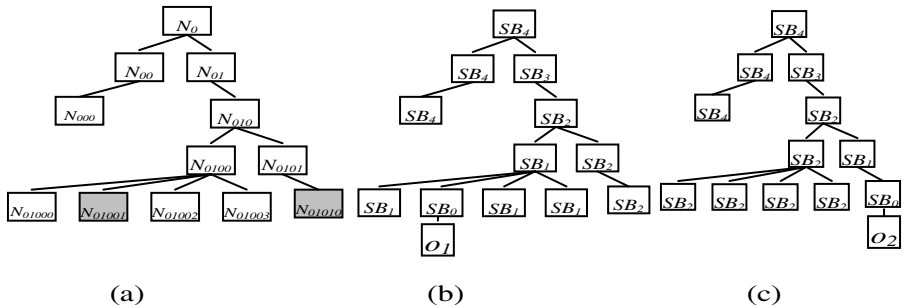 N₀ SB₄ SB₄
N₀₀ N₀₁ SB₄ SB₃ SB₄ SB₃
N₀₀₀ N₀₁₀ SB₄ SB₂ SB₄ SB₂
N₀₁₀₀ N₀₁₀₁ SB₁ SB₂ SB₂ SB₁
N₀₁₀₀₀ N₀₁₀₀₁ N₀₁₀₀₂ N₀₁₀₀₃ N₀₁₀₁₀ SB₁ SB₀ SB₁ SB₁ SB₂ SB₂ SB₂ SB₂ SB₂ SB₀
O₁ O₂
(a) (b) (c)